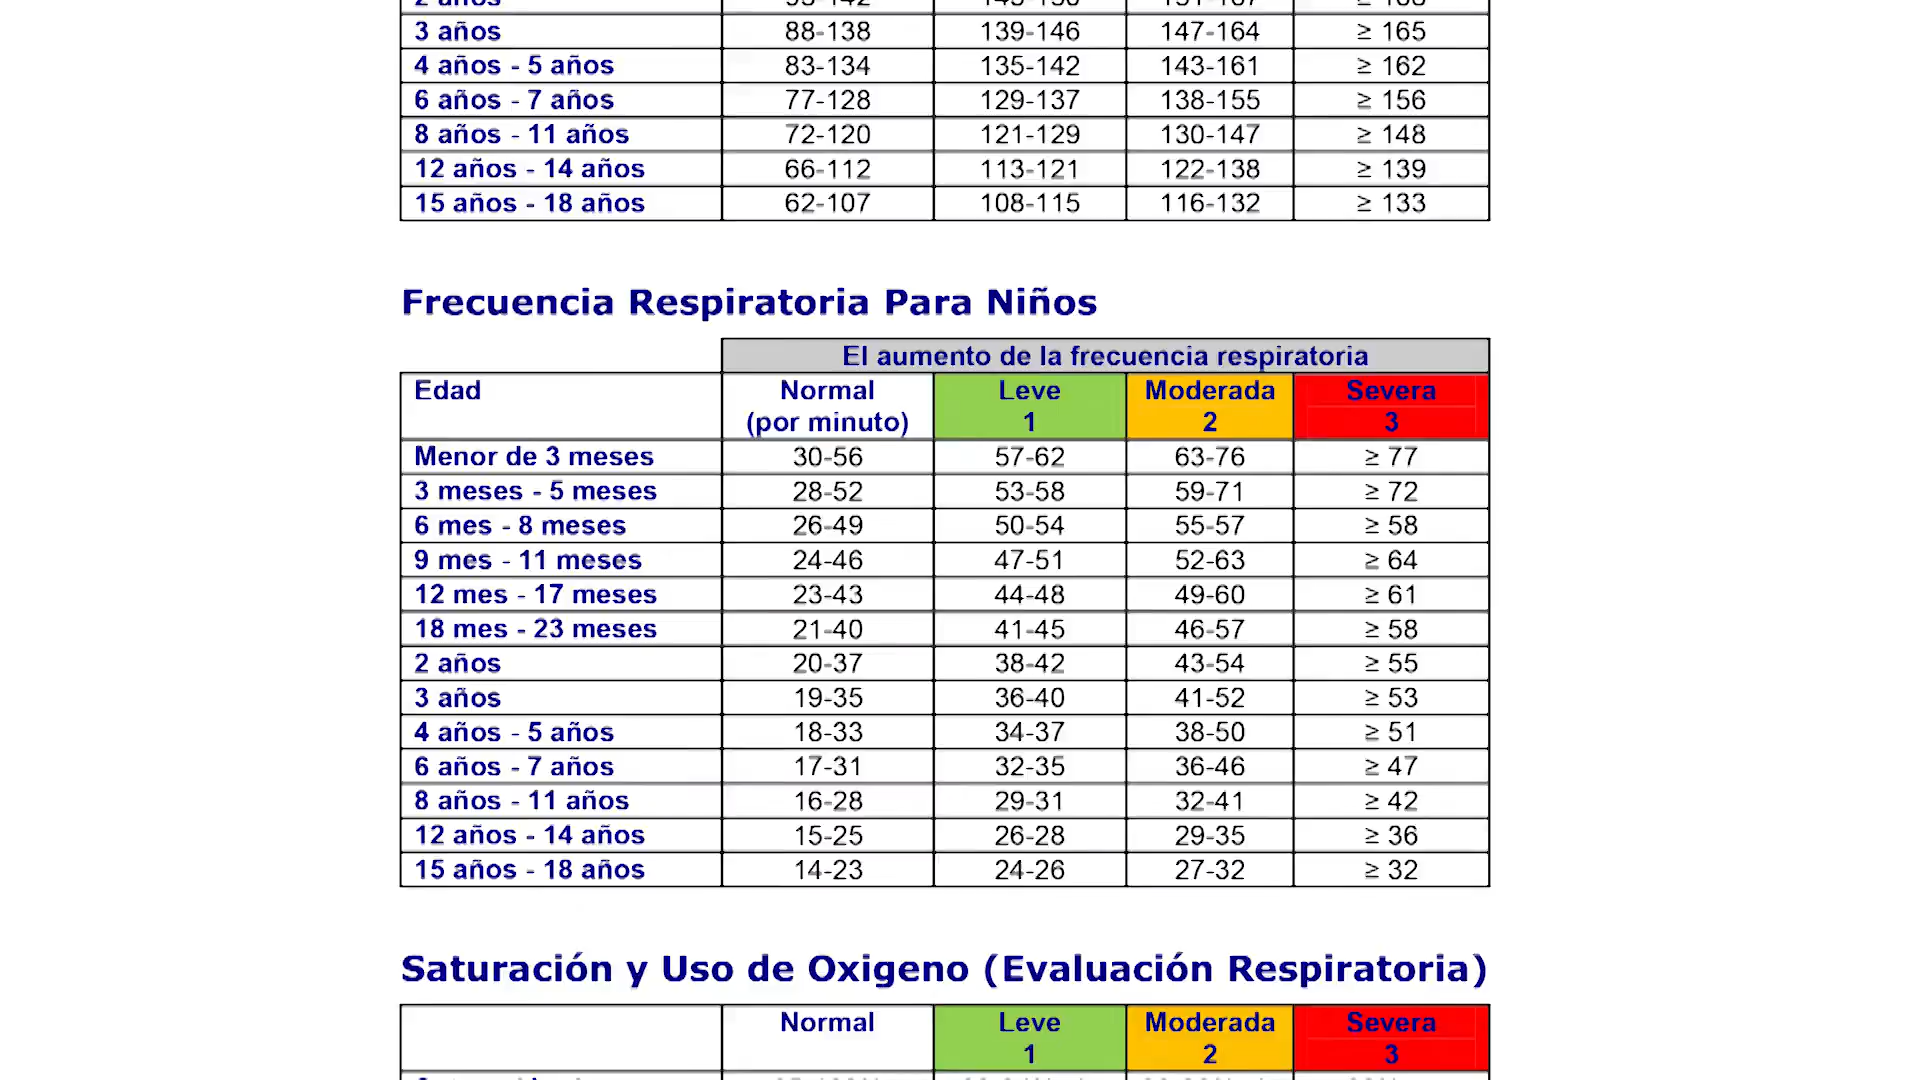 3 años 88-138 139-146 147-164 ≥ 165
4 años - 5 años 83-134 135-142 143-161 ≥ 162
6 años - 7 años 77-128 129-137 138-155 ≥ 156
8 años - 11 años 72-120 121-129 130-147 ≥ 148
12 años - 14 años 66-112 113-121 122-138 ≥ 139
15 años - 18 años 62-107 108-115 116-132 ≥ 133
Frecuencia Respiratoria Para Niños
El aumento de la frecuencia respiratoria
Edad Normal Leve Moderada Severa
(por minuto) 1 2 3
Menor de 3 meses 30-56 57-62 63-76 ≥ 77
3 meses - 5 meses 28-52 53-58 59-71 ≥ 72
6 mes - 8 meses 26-49 50-54 55-57 ≥ 58
9 mes - 11 meses 24-46 47-51 52-63 ≥ 64
12 mes - 17 meses 23-43 44-48 49-60 ≥ 61
18 mes - 23 meses 21-40 41-45 46-57 ≥ 58
2 años 20-37 38-42 43-54 ≥ 55
3 años 19-35 36-40 41-52 ≥ 53
4 años - 5 años 18-33 34-37 38-50 ≥ 51
6 años - 7 años 17-31 32-35 36-46 ≥ 47
8 años - 11 años 16-28 29-31 32-41 ≥ 42
12 años - 14 años 15-25 26-28 29-35 ≥ 36
15 años - 18 años 14-23 24-26 27-32 ≥ 32
Saturación y Uso de Oxigeno (Evaluación Respiratoria)
Normal Leve Moderada Severa
1 2 3